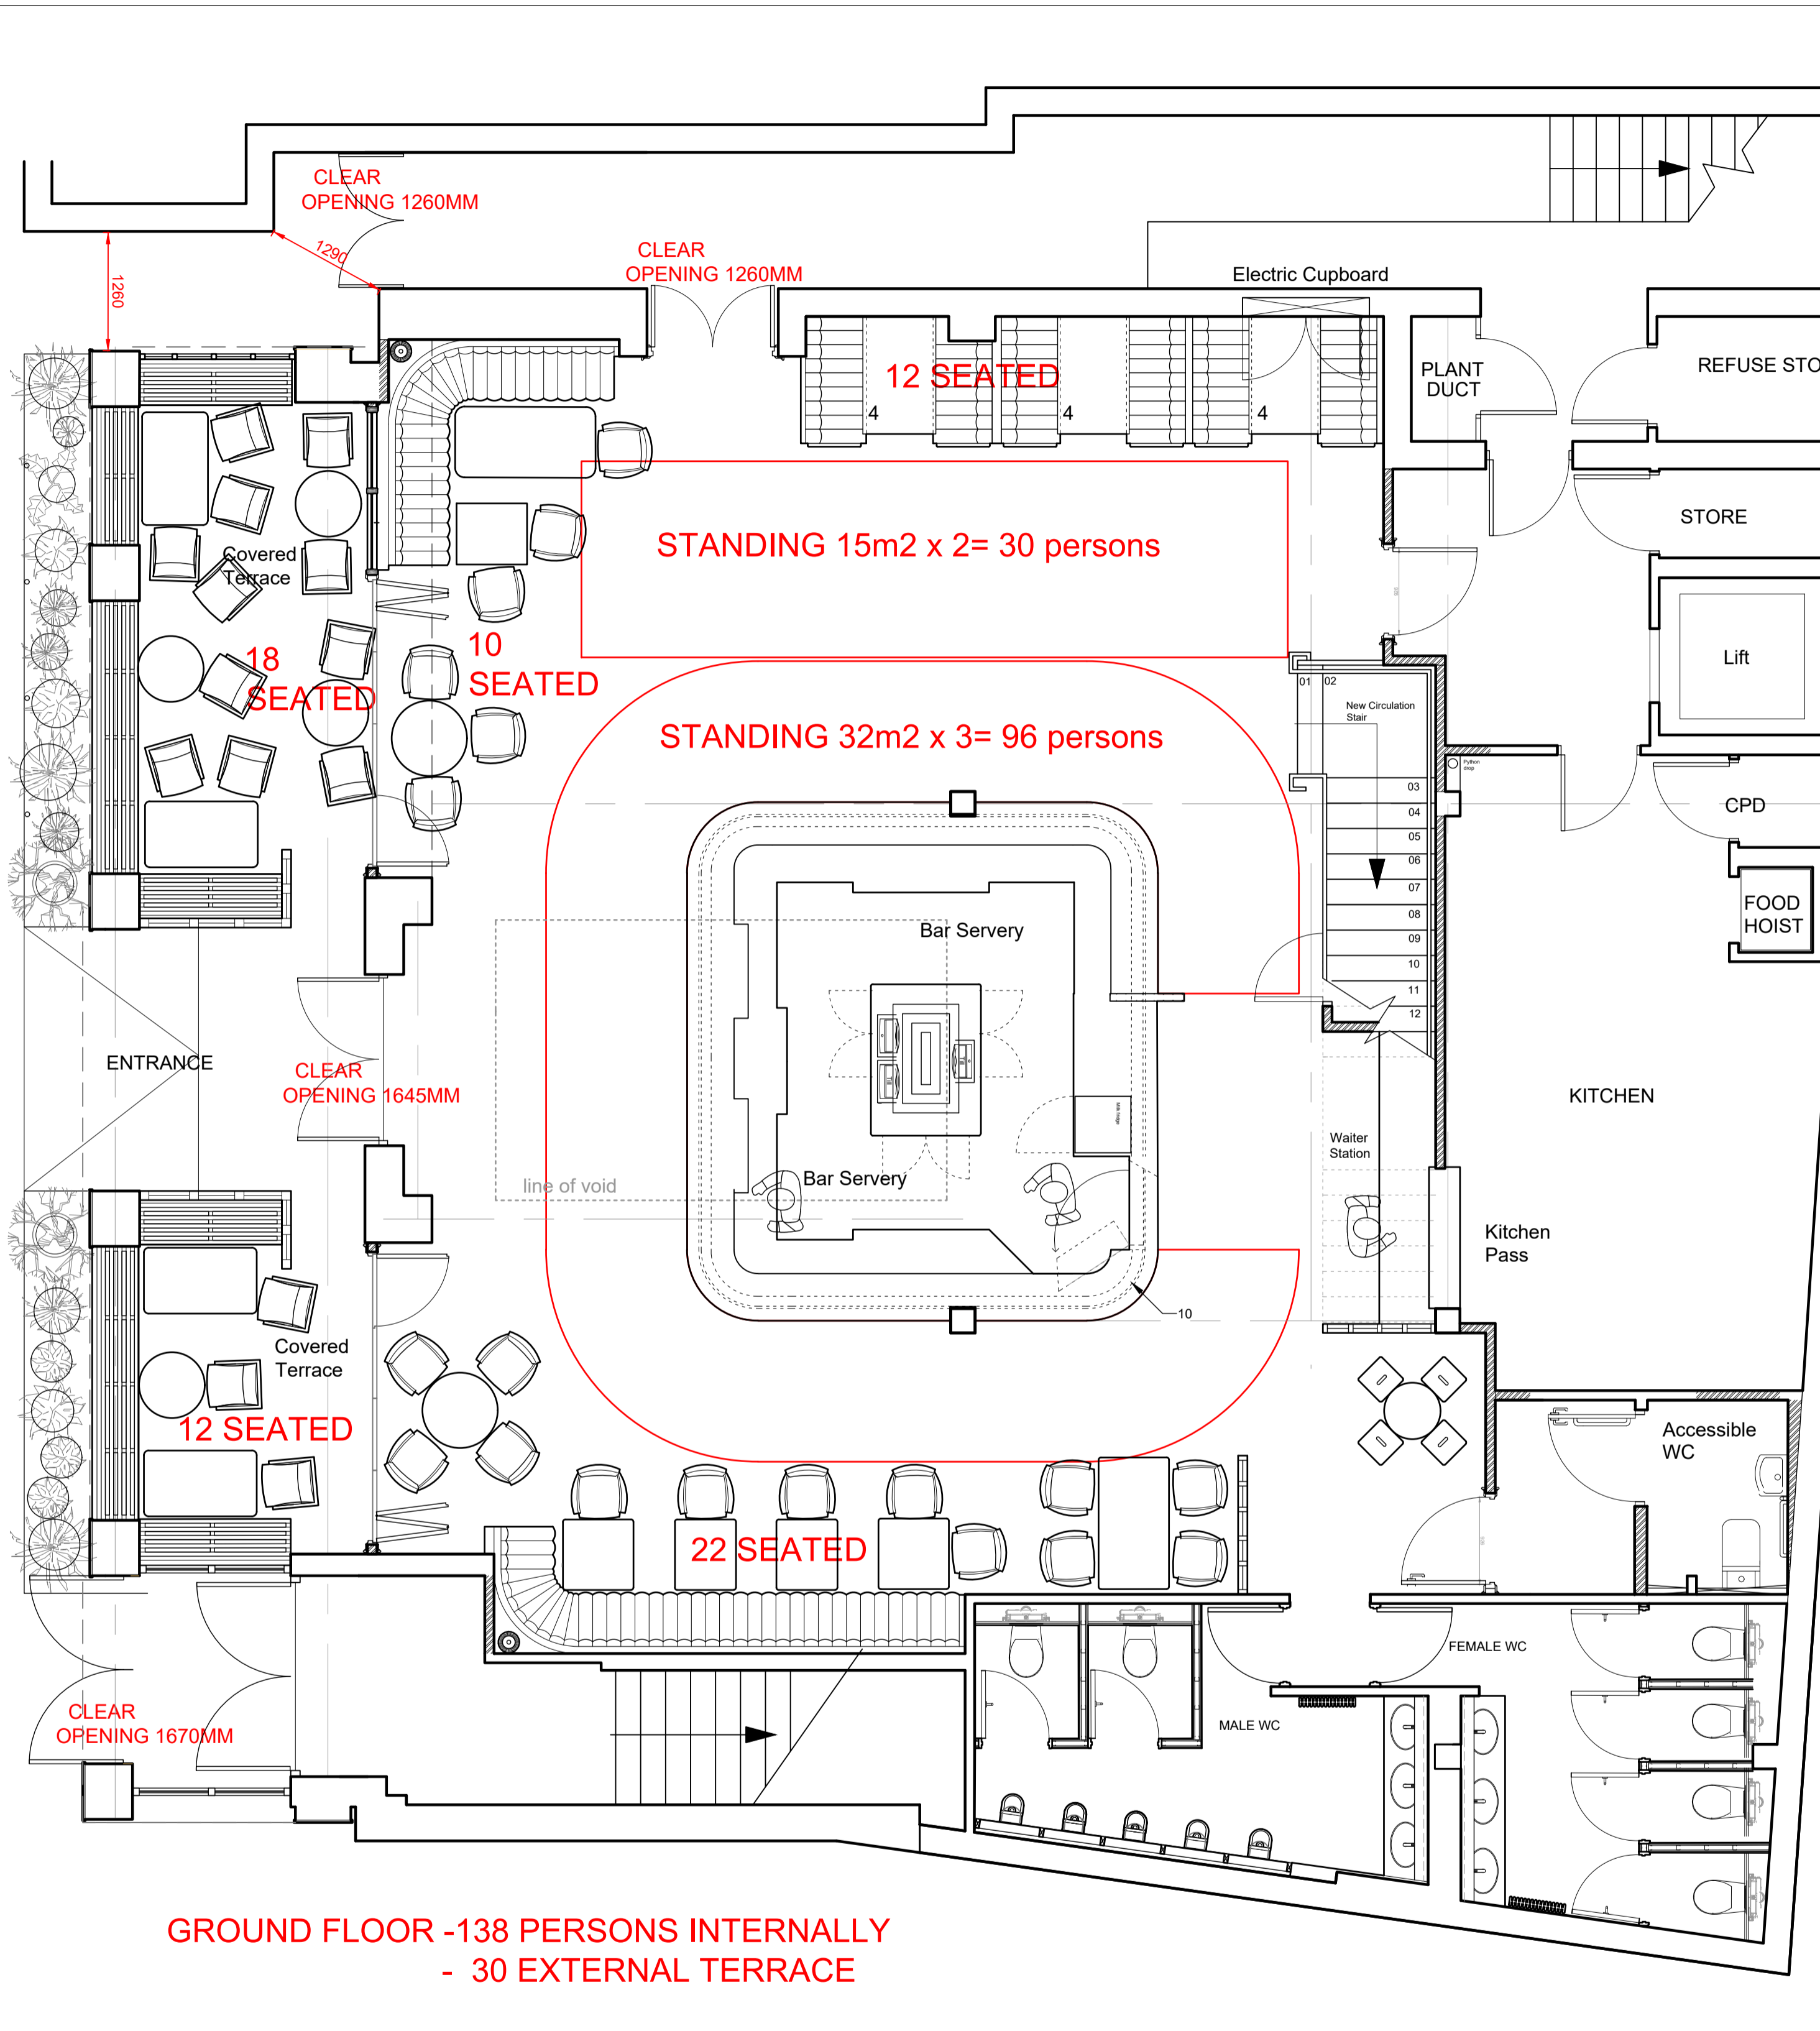 CLEAR
OPENING 1260MM
1290
1260
CLEAR
OPENING 1260MM
Electric Cupboard
PLANT
DUCT
REFUSE STO
12 SEATED
4
4
4
STORE
STANDING 15m2 x 2= 30 persons
Covered
Terrace
18
SEATED
10
SEATED
Lift
01
02
New Circulation
Stair
STANDING 32m2 x 3= 96 persons
Python
drop
03
04
05
06
07
08
09
10
11
12
CPD
FOOD
HOIST
Bar Servery
ENTRANCE
CLEAR
OPENING 1645MM
KITCHEN
Milk fridge
Waiter
Station
Bar Servery
line of void
Kitchen
Pass
10
Covered
Terrace
12 SEATED
Accessible
WC
22 SEATED
FEMALE WC
MALE WC
CLEAR
OPENING 1670MM
GROUND FLOOR -138 PERSONS INTERNALLY
- 30 EXTERNAL TERRACE